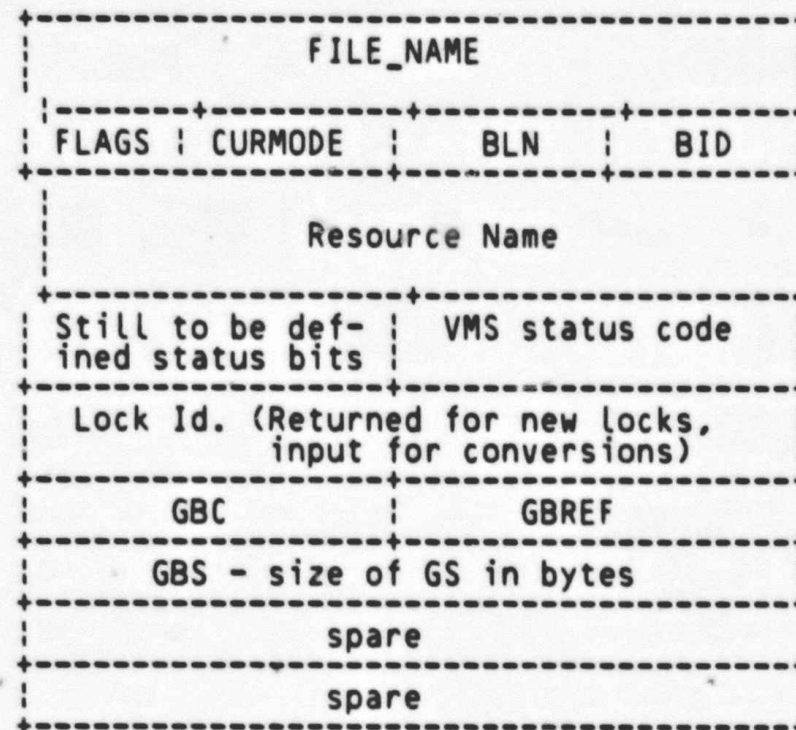 FILE_NAME
FLAGS CURMODE BLN BID
Resource Name
Still to be def- VMS status code
ined status bits
Lock Id. (Returned for new locks,
input for conversions)
GBC GBREF
GBS - size of GS in bytes
spare
spare